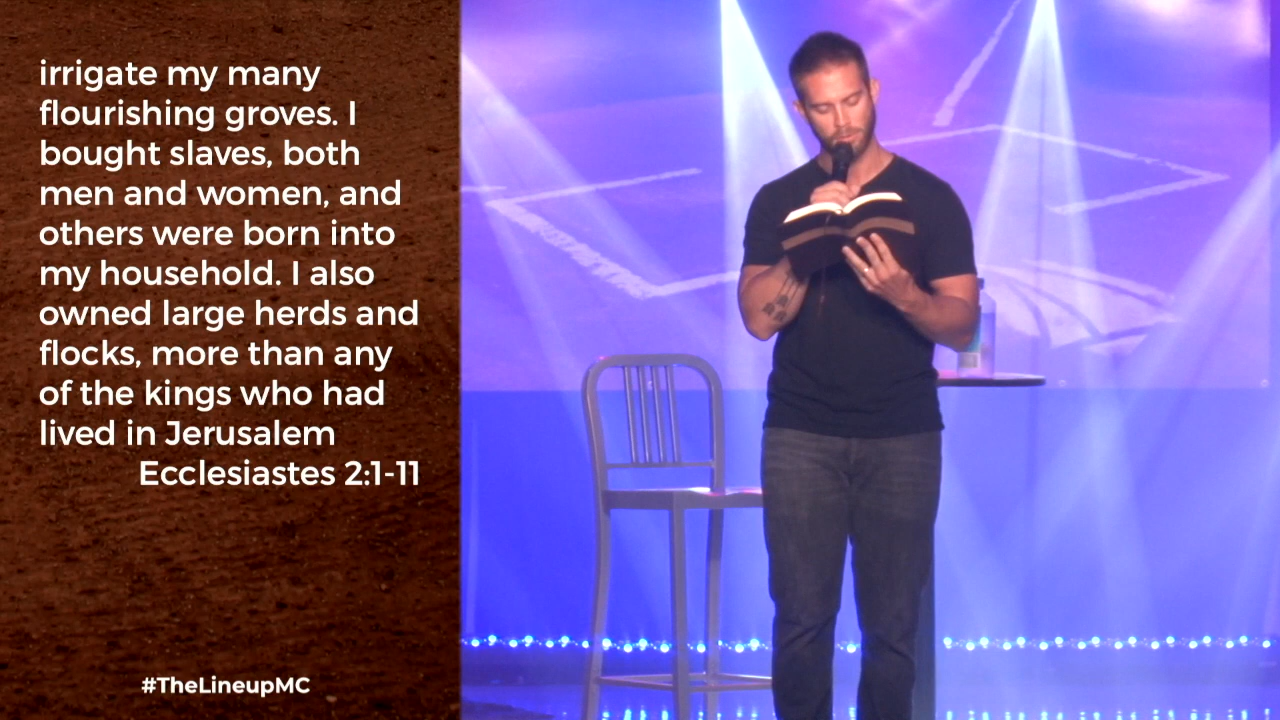 irrigate my many
flourishing groves. I
bought slaves, both
men and women, and
others were born into
my household. I also
owned large herds and
flocks, more than any
of the kings who had
lived in Jerusalem
Ecclesiastes 2:1-11
#TheLineupMC